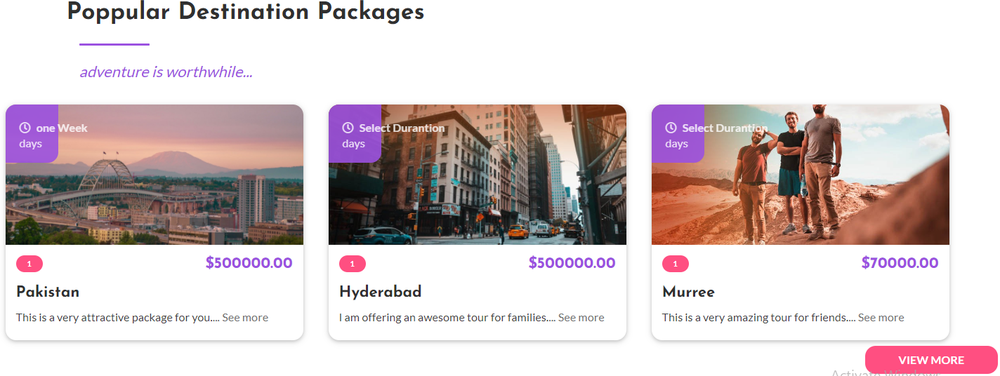 Poppular Destination Packages
adventure is worthwhile...
one Week
days
Select Durantion
days
Select Durantion
days
1 $500000.00
1 $500000.00
1 $70000.00
Pakistan
Hyderabad
Murree
This is a very attractive package for you.... See more
I am offering an awesome tour for families.... See more
This is a very amazing tour for friends.... See more
VIEW MORE
Activate Windows